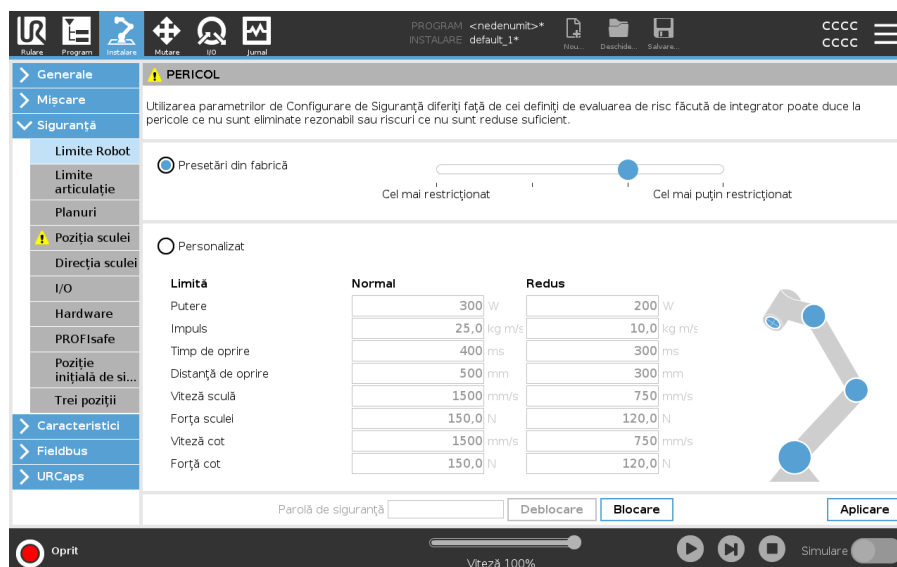 PROGRAM <nedenumit>*
INSTALARE default_1*
cccc
cccc
Rulare Program Instalare Mutare I/O Jurnal Nou... Deschide... Salvare...
Generale
Mișcare
Siguranță
Limite Robot
Limite
articulație
Planuri
Poziția sculei
Direcția sculei
I/O
Hardware
PROFIsafe
Poziție
inițială de si...
Trei poziții
Caracteristici
Fieldbus
URCaps
PERICOL
Utilizarea parametrilor de Configurare de Siguranță diferiți față de cei definiți de evaluarea de risc făcută de integrator poate duce la
pericole ce nu sunt eliminate rezonabil sau riscuri ce nu sunt reduse suficient.
Presetări din fabrică
Cel mai restricționat Cel mai puțin restricționat
Personalizat
Limită Normal Redus
Putere 300 W 200 W
Impuls 25,0 kg m/s 10,0 kg m/s
Timp de oprire 400 ms 300 ms
Distanță de oprire 500 mm 300 mm
Viteză sculă 1500 mm/s 750 mm/s
Forța sculei 150,0 N 120,0 N
Viteză cot 1500 mm/s 750 mm/s
Forță cot 150,0 N 120,0 N
Parolă de siguranță Deblocare Blocare Aplicare
Oprit
Viteză 100%
Simulare